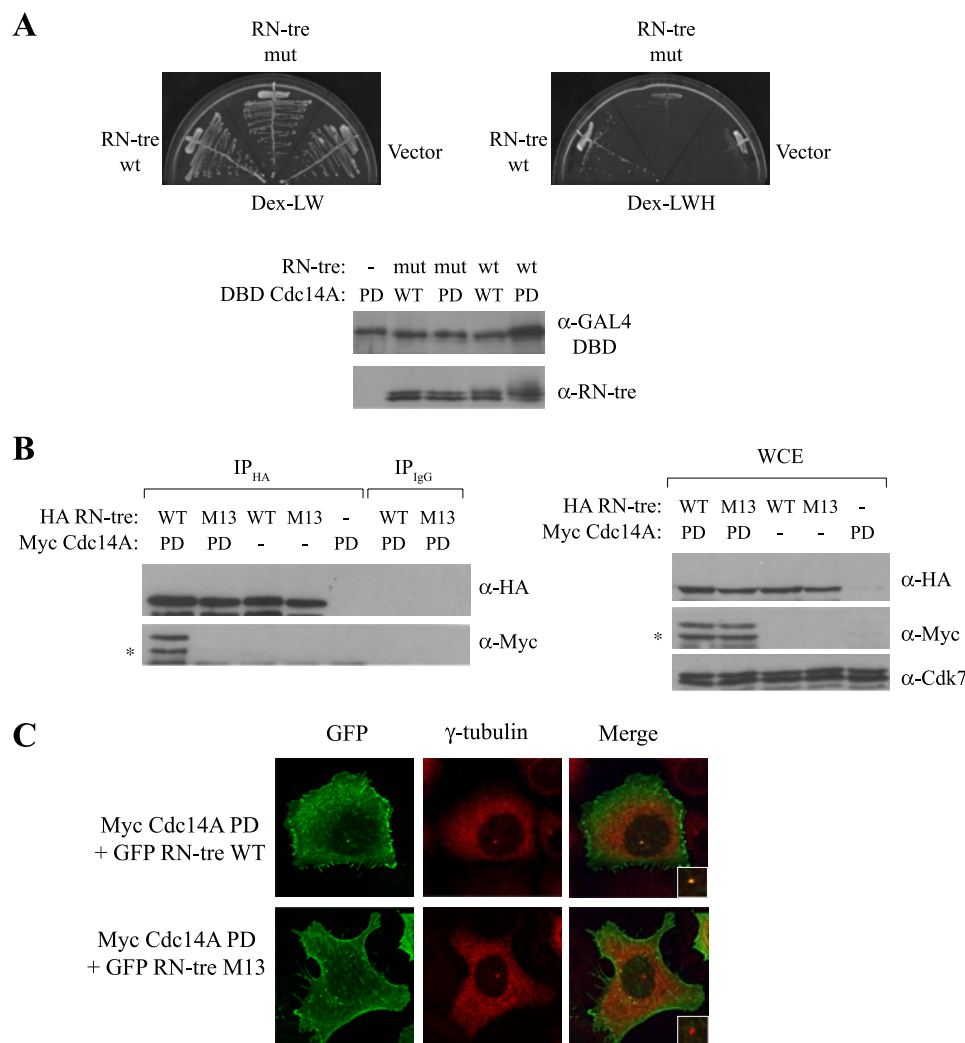 A
RN-tre
mut
RN-tre
mut
RN-tre
wt
Vector
RN-tre
wt
Vector
Dex-LW
Dex-LWH
RN-tre: - mut mut wt wt
DBD Cdc14A: PD WT PD WT PD
α-GAL4
DBD
α-RN-tre
B
IP_HA IP_IgG
HA RN-tre: WT M13 WT M13 - WT M13
Myc Cdc14A: PD PD - - PD PD PD
α-HA
* α-Myc
WCE
HA RN-tre: WT M13 WT M13 -
Myc Cdc14A: PD PD - - PD
α-HA
* α-Myc
α-Cdk7
C
GFP γ-tubulin Merge
Myc Cdc14A PD
+ GFP RN-tre WT
Myc Cdc14A PD
+ GFP RN-tre M13